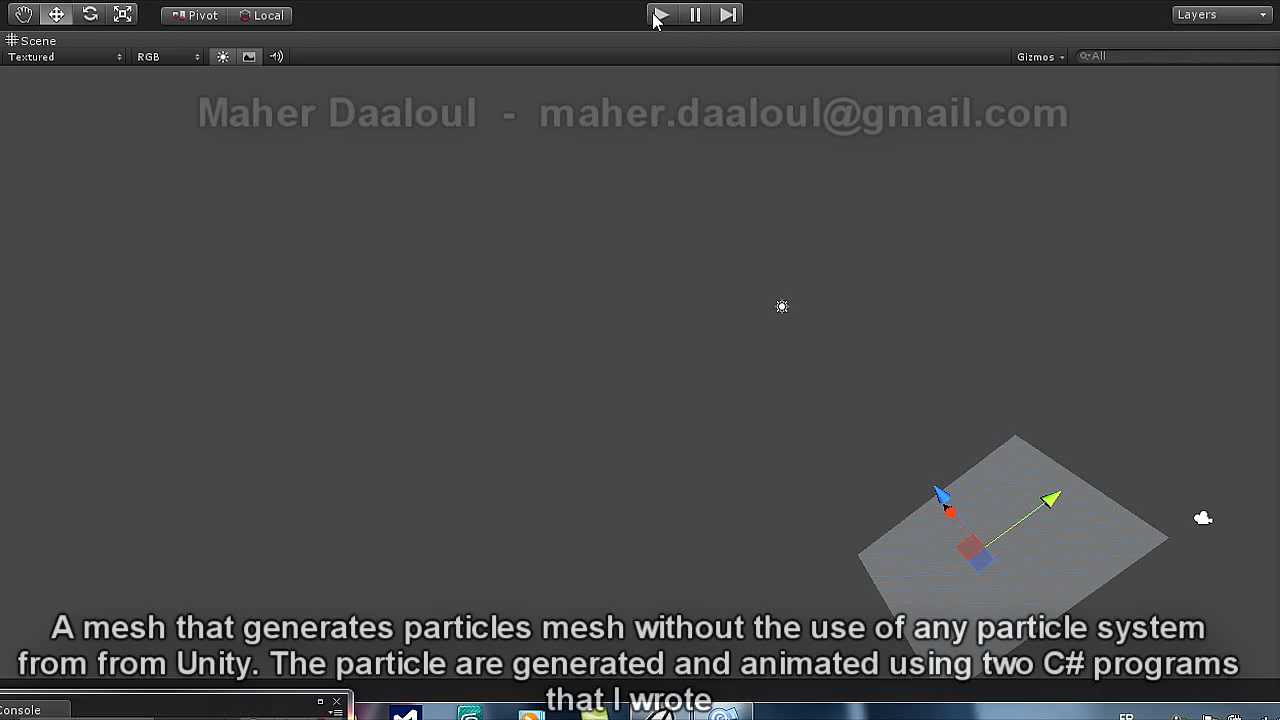 Pivot Local Layers
Scene
Textured RGB Gizmos All
Maher Daaloul - maher.daaloul@gmail.com
A mesh that generates particles mesh without the use of any particle system
from from Unity. The particle are generated and animated using two C# programs
that I wrote
Console
FR